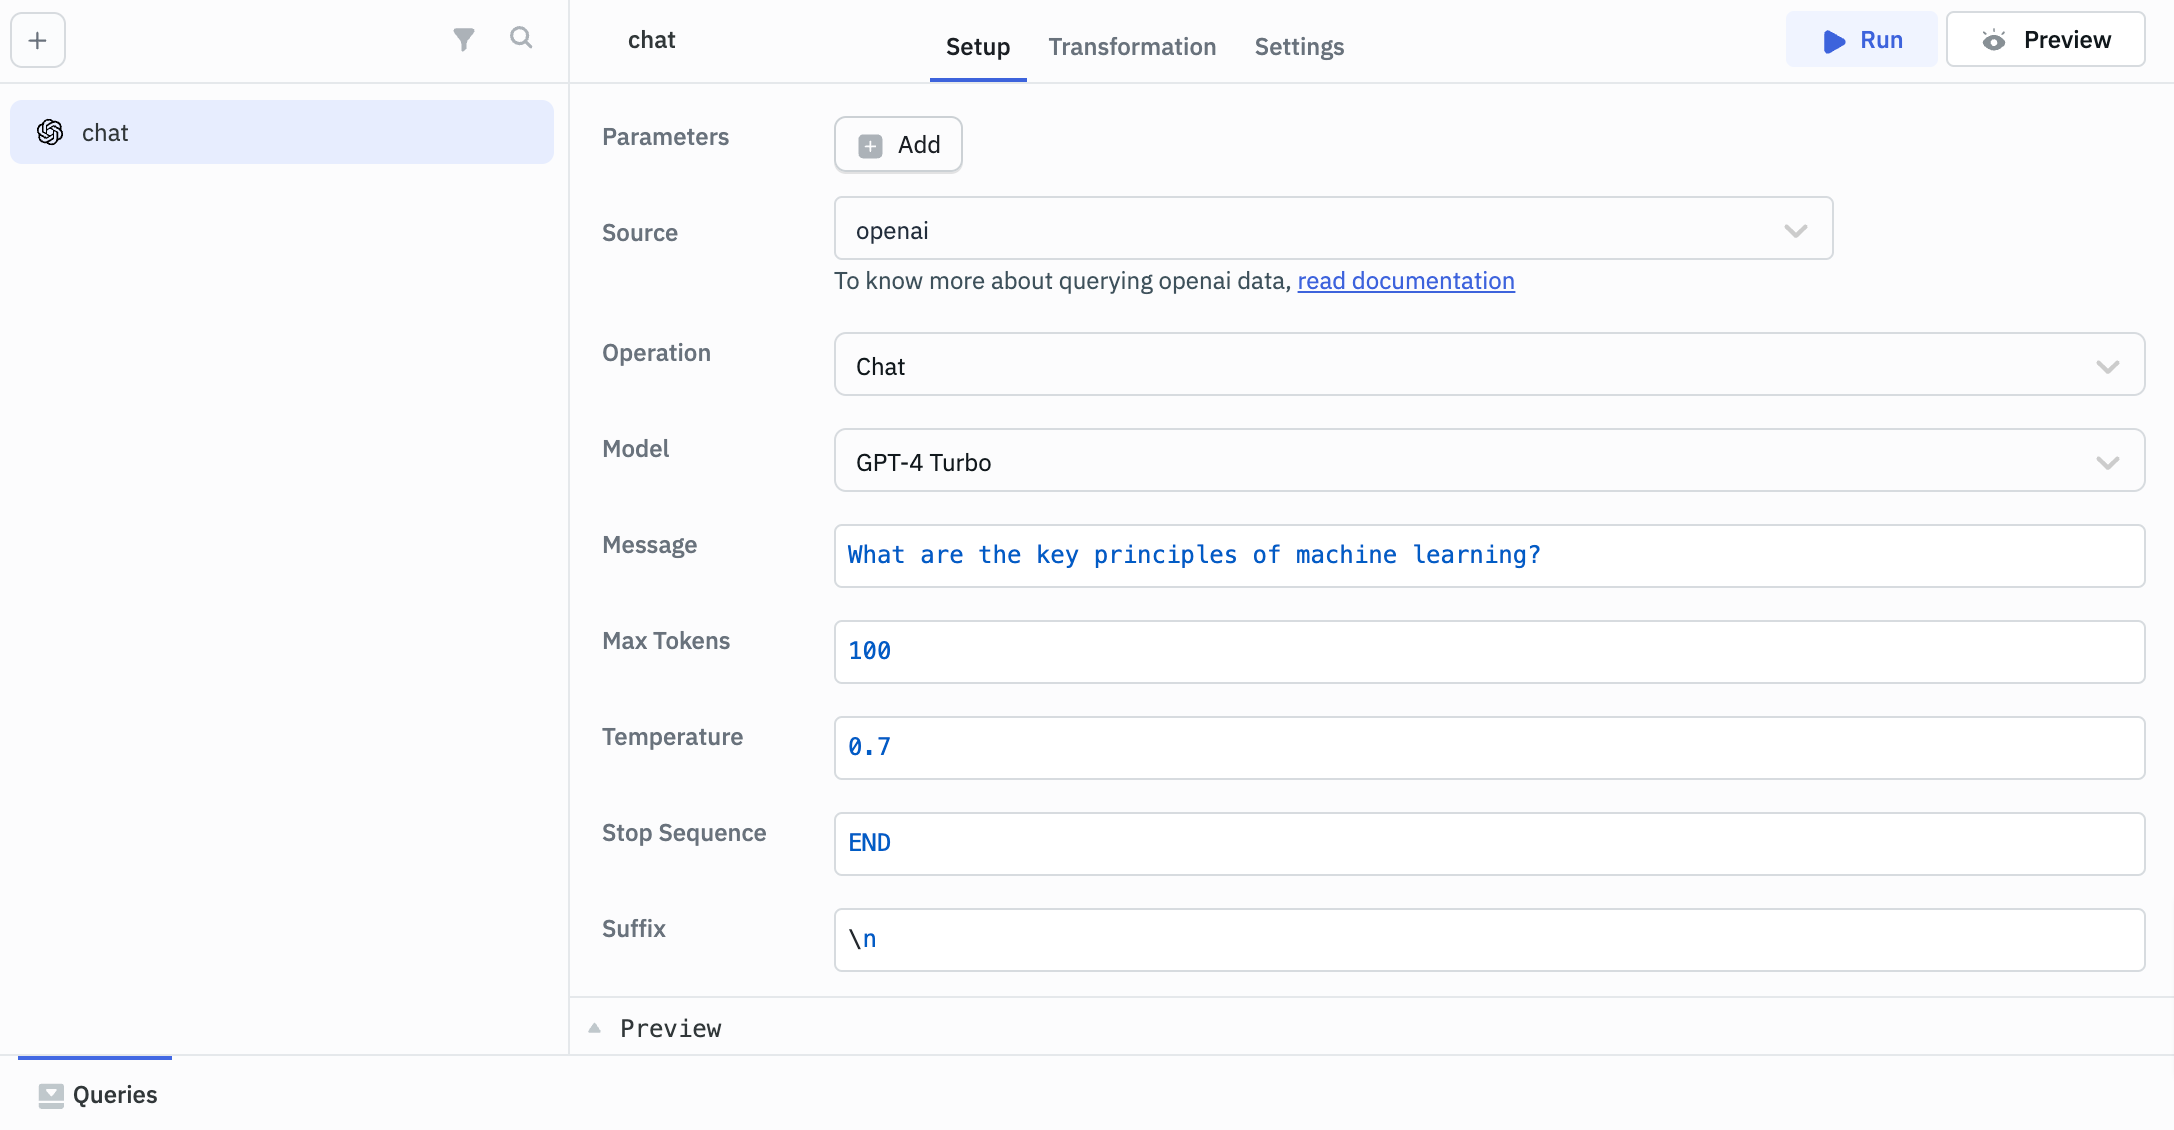 chat
Setup
Transformation
Settings
Run
Preview
chat
Parameters
Add
Source
openai
To know more about querying openai data, read documentation
Operation
Chat
Model
GPT-4 Turbo
Message
What are the key principles of machine learning?
Max Tokens
100
Temperature
0.7
Stop Sequence
END
Suffix
\n
Preview
Queries